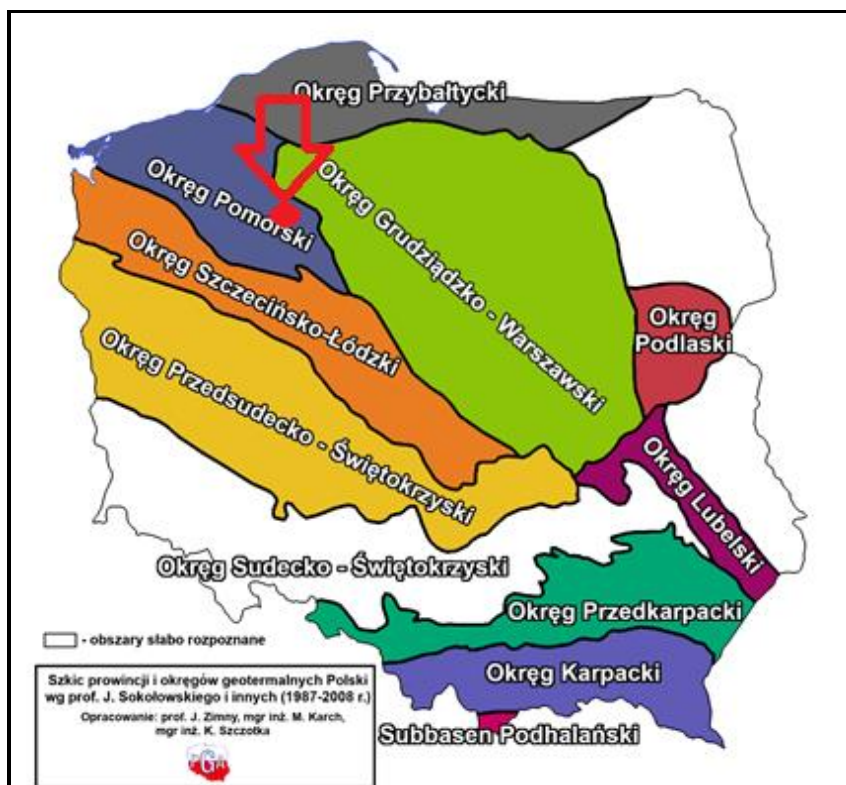 Okręg Przybałtycki
Okręg Pomorski
Okręg Grudziądzko - Warszawski
Okręg Szczecińsko-Łódzki
Okręg Podlaski
Okręg Przedsudecko - Świętokrzyski
Okręg Lubelski
Okręg Sudecko - Świętokrzyski
Okręg Przedkarpacki
Okręg Karpacki
Subbasen Podhalański
- obszary słabo rozpoznane
Szkic prowincji i okręgów geotermalnych Polski
wg prof. J. Sokołowskiego i innych (1987-2008 r.)
Opracowanie: prof. J. Zimny, mgr inż. M. Karch,
mgr inż. K. Szczotka